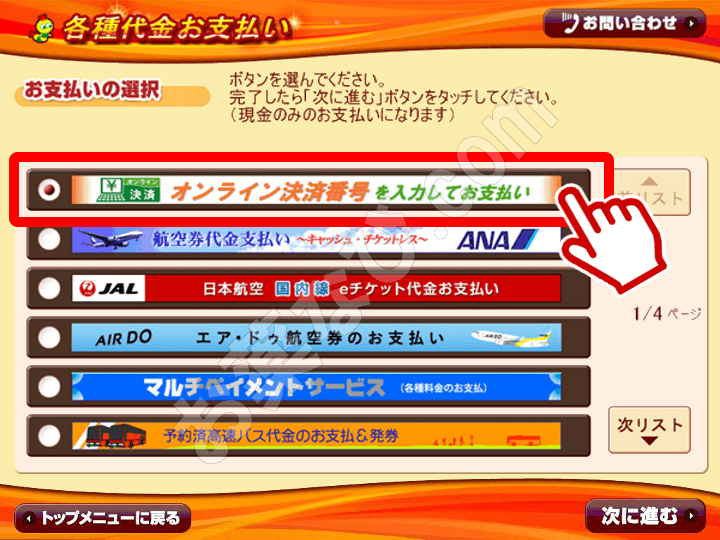 各種代金お支払い
お問い合わせ
お支払いの選択
ボタンを選んでください。
完了したら「次に進む」ボタンをタッチしてください。
（現金のみのお支払いになります）
¥ オンライン 決済 オンライン決済番号を入力してお支払い
前リスト
航空券代金支払い ～キャッシュ・チケットレス～ ANA
JAL 日本航空 国内線 eチケット代金お支払い
1/4 ページ
AIR DO エア・ドゥ航空券のお支払い
マルチペイメントサービス （各種料金のお支払）
予約済高速バス代金のお支払&発券
次リスト
トップメニューに戻る
次に進む
お薬なび.com